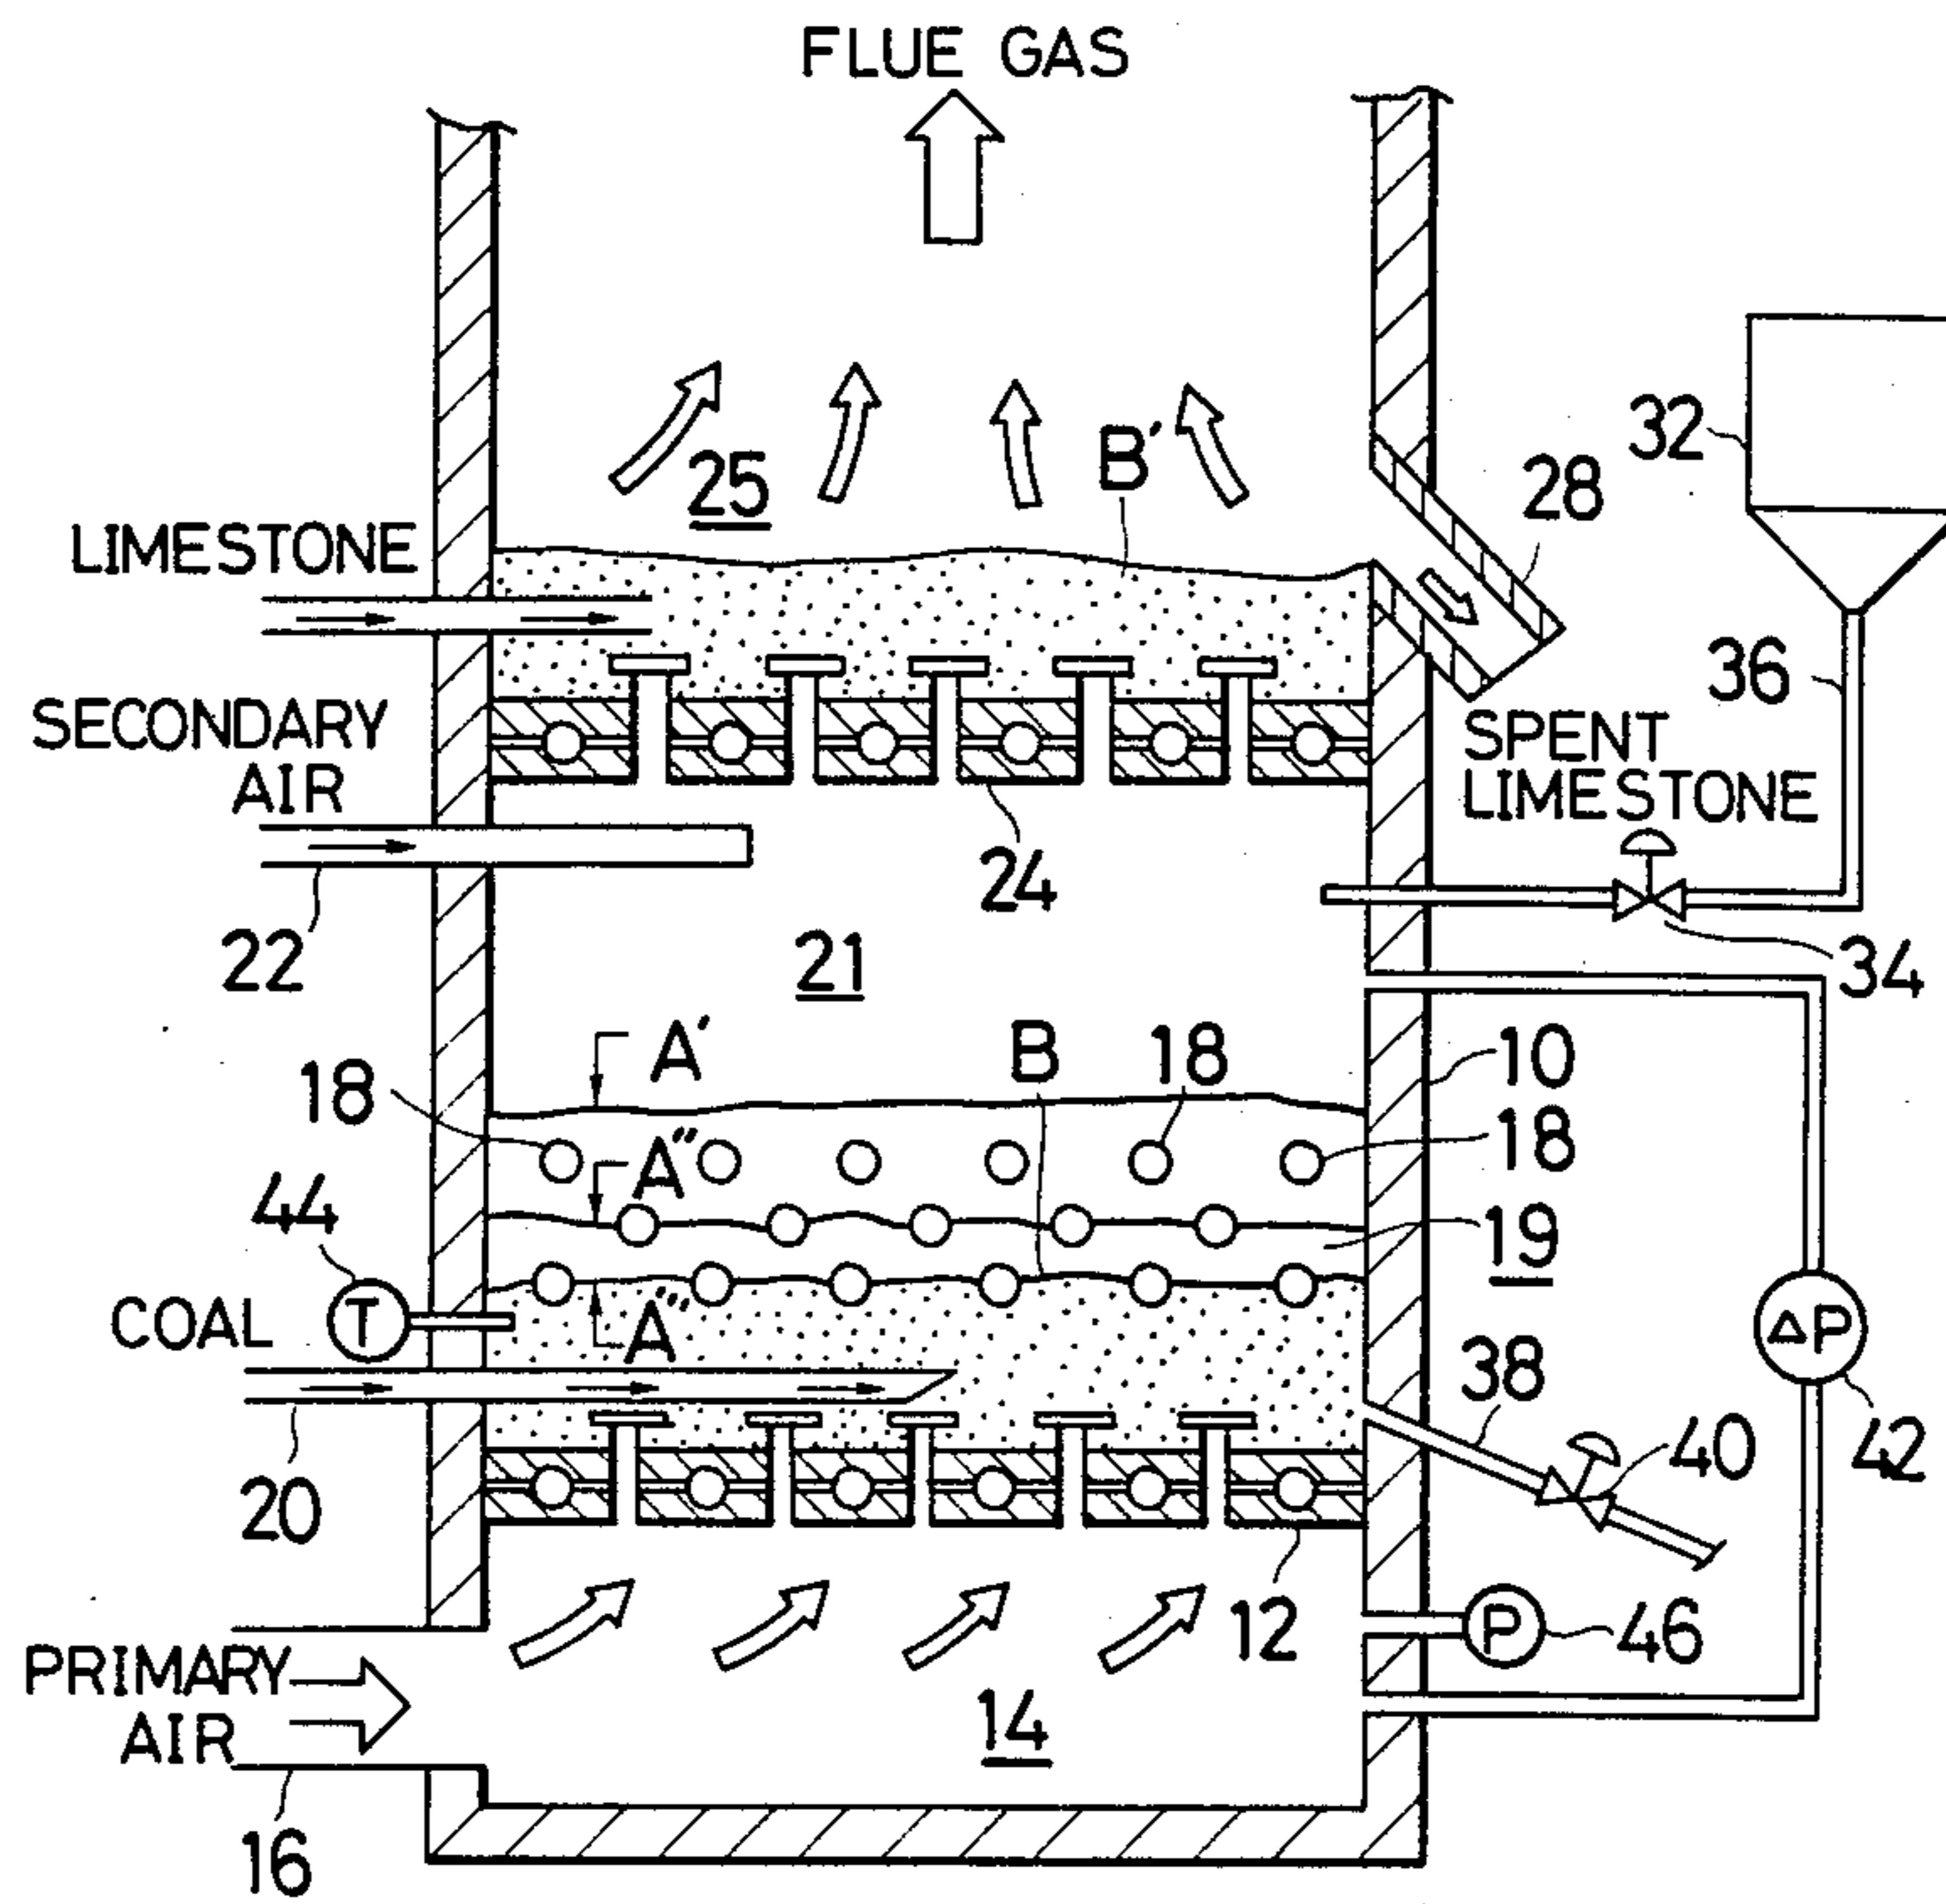 FLUE GAS
32
B'
28
25
LIMESTONE
36
SECONDARY
AIR
SPENT
LIMESTONE
24
22
21
34
A'
B
18
10
18
A"
18
44
19
COAL
T
A'''
ΔP
38
40
42
20
12
P
46
PRIMARY
AIR
14
16